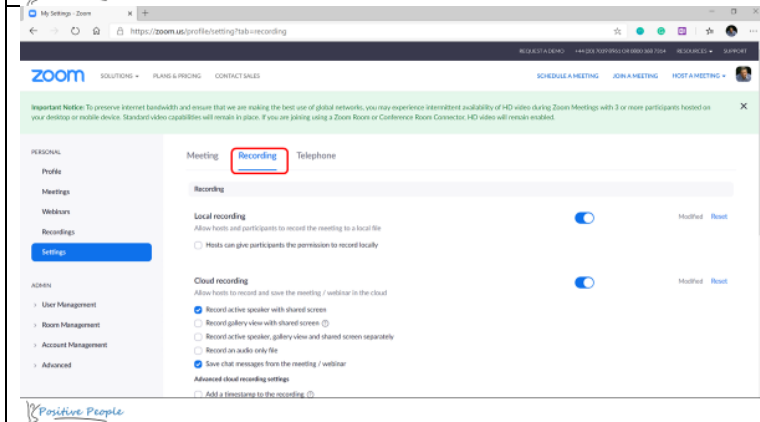 My Settings - Zoom
https://zoom.us/profile/setting?tab=recording
REQUEST A DEMO
RESOURCES
SUPPORT
zoom
SOLUTIONS
PLANS & PRICING
CONTACT SALES
SCHEDULE A MEETING
JOIN A MEETING
HOST A MEETING
Important Notice: To preserve internet bandwidth and ensure that we are making the best use of global networks, you may experience intermittent availability of HD video during Zoom Meetings with 3 or more participants hosted on
your desktop or mobile device. Standard video capabilities will remain in place. If you are joining using a Zoom Room or Conference Room Connector, HD video will remain enabled.
PERSONAL
Profile
Meetings
Webinars
Recordings
Settings
ADMIN
User Management
Room Management
Account Management
Advanced
Meeting
Recording
Telephone
Recording
Local recording
Modified Reset
Allow hosts and participants to record the meeting to a local file
Hosts can give participants the permission to record locally
Cloud recording
Modified Reset
Allow hosts to record and save the meeting / webinar in the cloud
Record active speaker with shared screen
Record gallery view with shared screen
Record active speaker, gallery view and shared screen separately
Record an audio only file
Save chat messages from the meeting / webinar
Advanced cloud recording settings
Add a timestamp to the recording
Positive People